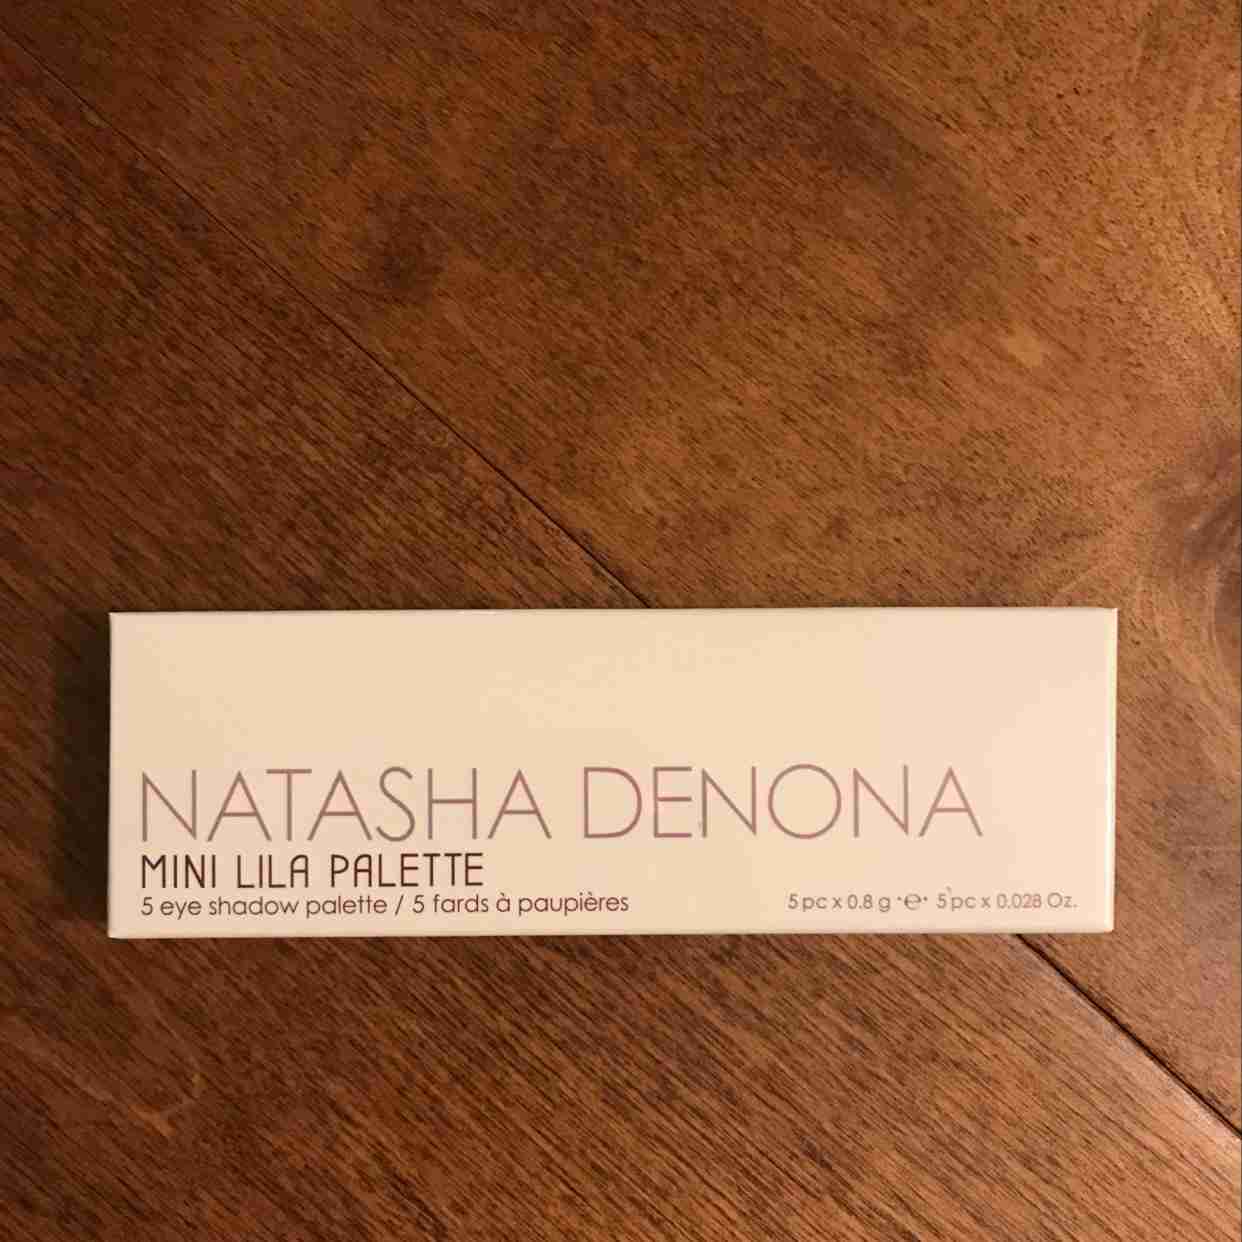 NATASHA DENONA
MINI LILA PALETTE
5 eye shadow palette / 5 fards à paupières
5 pc x 0.8 g ℮ 5 pc x 0.028 Oz.